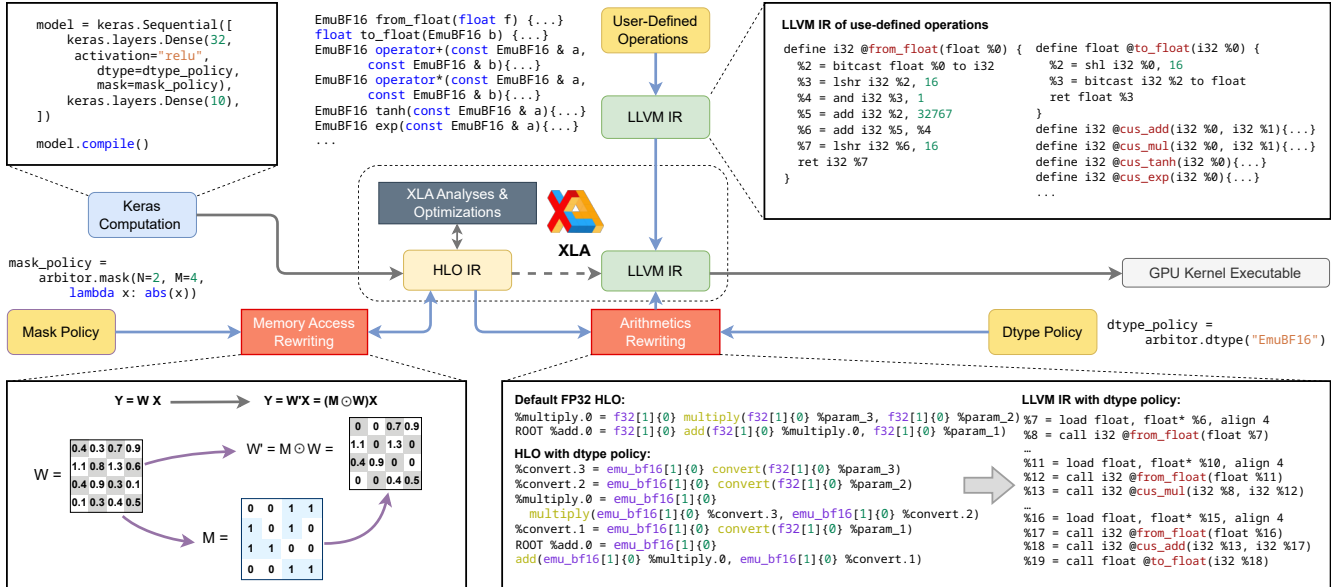 model = keras.Sequential([
keras.layers.Dense(32,
activation="relu",
dtype=dtype_policy,
mask=mask_policy),
keras.layers.Dense(10),
])
model.compile()
EmuBF16 from_float(float f) {...}
float to_float(EmuBF16 b) {...}
EmuBF16 operator+(const EmuBF16 & a,
const EmuBF16 & b){...}
EmuBF16 operator*(const EmuBF16 & a,
const EmuBF16 & b){...}
EmuBF16 tanh(const EmuBF16 & a){...}
EmuBF16 exp(const EmuBF16 & a){...}
...
User-Defined
Operations
LLVM IR
LLVM IR of use-defined operations
define i32 @from_float(float %0) {
%2 = bitcast float %0 to i32
%3 = lshr i32 %2, 16
%4 = and i32 %3, 1
%5 = add i32 %2, 32767
%6 = add i32 %5, %4
%7 = lshr i32 %6, 16
ret i32 %7
}
define float @to_float(i32 %0) {
%2 = shl i32 %0, 16
%3 = bitcast i32 %2 to float
ret float %3
}
define i32 @cus_add(i32 %0, i32 %1){...}
define i32 @cus_mul(i32 %0, i32 %1){...}
define i32 @cus_tanh(i32 %0){...}
define i32 @cus_exp(i32 %0){...}
...
Keras
Computation
XLA Analyses &
Optimizations
XLA
HLO IR
LLVM IR
GPU Kernel Executable
mask_policy =
arbitor.mask(N=2, M=4,
lambda x: abs(x))
Mask Policy
Memory Access
Rewriting
Arithmetics
Rewriting
Dtype Policy
dtype_policy =
arbitor.dtype("EmuBF16")
Y = W X
Y = W'X = (M ⊙ W)X
W =
0.4 0.3 0.7 0.9
1.1 0.8 1.3 0.6
0.4 0.9 0.3 0.1
0.1 0.3 0.4 0.5
W' = M ⊙ W =
0 0 0.7 0.9
1.1 0 1.3 0
0.4 0.9 0 0
0 0 0.4 0.5
M =
0 0 1 1
1 0 1 0
1 1 0 0
0 0 1 1
Default FP32 HLO:
%multiply.0 = f32[1]{0} multiply(f32[1]{0} %param_3, f32[1]{0} %param_2)
ROOT %add.0 = f32[1]{0} add(f32[1]{0} %multiply.0, f32[1]{0} %param_1)
HLO with dtype policy:
%convert.3 = emu_bf16[1]{0} convert(f32[1]{0} %param_3)
%convert.2 = emu_bf16[1]{0} convert(f32[1]{0} %param_2)
%multiply.0 = emu_bf16[1]{0}
multiply(emu_bf16[1]{0} %convert.3, emu_bf16[1]{0} %convert.2)
%convert.1 = emu_bf16[1]{0} convert(f32[1]{0} %param_1)
ROOT %add.0 = emu_bf16[1]{0}
add(emu_bf16[1]{0} %multiply.0, emu_bf16[1]{0} %convert.1)
LLVM IR with dtype policy:
%7 = load float, float* %6, align 4
%8 = call i32 @from_float(float %7)
…
%11 = load float, float* %10, align 4
%12 = call i32 @from_float(float %11)
%13 = call i32 @cus_mul(i32 %8, i32 %12)
…
%16 = load float, float* %15, align 4
%17 = call i32 @from_float(float %16)
%18 = call i32 @cus_add(i32 %13, i32 %17)
%19 = call float @to_float(i32 %18)